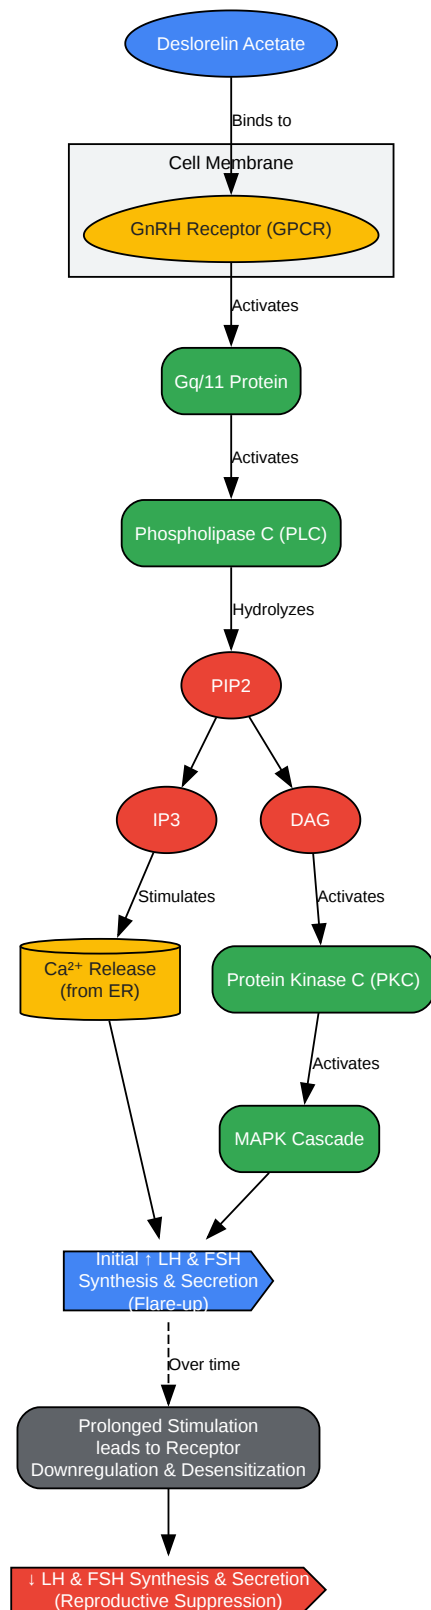 Deslorelin Acetate
Binds to
Cell Membrane
GnRH Receptor (GPCR)
Activates
Gq/11 Protein
Activates
Phospholipase C (PLC)
Hydrolyzes
PIP2
IP3
DAG
Stimulates
Activates
Ca²⁺ Release
(from ER)
Protein Kinase C (PKC)
Activates
MAPK Cascade
Initial ↑ LH & FSH
Synthesis & Secretion
(Flare-up)
Over time
Prolonged Stimulation
leads to Receptor
Downregulation & Desensitization
↓ LH & FSH Synthesis & Secretion
(Reproductive Suppression)